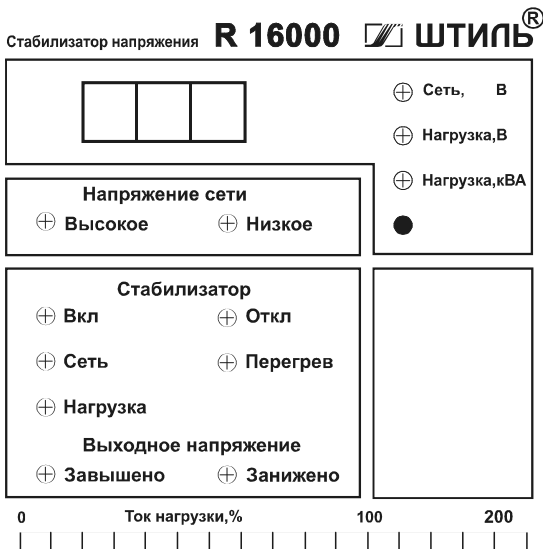 Стабилизатор напряжения R 16000 ШТИЛЬ®
Сеть, В
Нагрузка,В
Нагрузка,кВА
Напряжение сети
Высокое Низкое
Стабилизатор
Вкл Откл
Сеть Перегрев
Нагрузка
Выходное напряжение
Завышено Занижено
0 Ток нагрузки,% 100 200